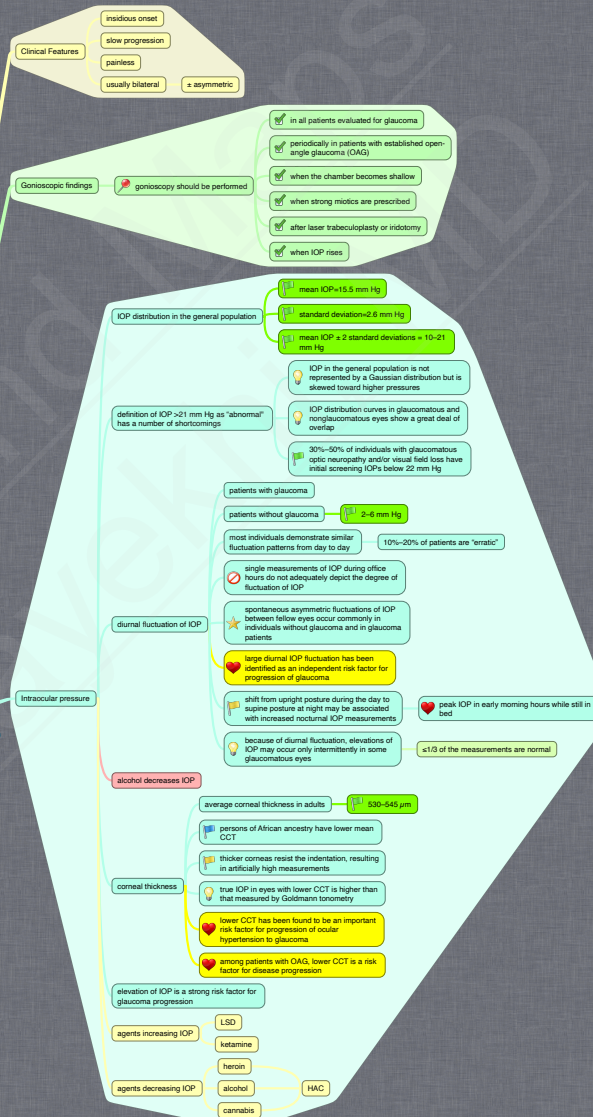 Clinical Features
insidious onset
slow progression
painless
usually bilateral
± asymmetric
Gonioscopic findings
gonioscopy should be performed
in all patients evaluated for glaucoma
periodically in patients with established open-
angle glaucoma (OAG)
when the chamber becomes shallow
when strong miotics are prescribed
after laser trabeculoplasty or iridotomy
when IOP rises
Intraocular pressure
IOP distribution in the general population
mean IOP=15.5 mm Hg
standard deviation=2.6 mm Hg
mean IOP ± 2 standard deviations = 10–21
mm Hg
definition of IOP >21 mm Hg as "abnormal"
has a number of shortcomings
IOP in the general population is not
represented by a Gaussian distribution but is
skewed toward higher pressures
IOP distribution curves in glaucomatous and
nonglaucomatous eyes show a great deal of
overlap
30%–50% of individuals with glaucomatous
optic neuropathy and/or visual field loss have
initial screening IOPs below 22 mm Hg
diurnal fluctuation of IOP
patients with glaucoma
patients without glaucoma
2–6 mm Hg
most individuals demonstrate similar
fluctuation patterns from day to day
10%–20% of patients are "erratic"
single measurements of IOP during office
hours do not adequately depict the degree of
fluctuation of IOP
spontaneous asymmetric fluctuations of IOP
between fellow eyes occur commonly in
individuals without glaucoma and in glaucoma
patients
large diurnal IOP fluctuation has been
identified as an independent risk factor for
progression of glaucoma
shift from upright posture during the day to
supine posture at night may be associated
with increased nocturnal IOP measurements
peak IOP in early morning hours while still in
bed
because of diurnal fluctuation, elevations of
IOP may occur only intermittently in some
glaucomatous eyes
≤1/3 of the measurements are normal
alcohol decreases IOP
corneal thickness
average corneal thickness in adults
530–545 µm
persons of African ancestry have lower mean
CCT
thicker corneas resist the indentation, resulting
in artificially high measurements
true IOP in eyes with lower CCT is higher than
that measured by Goldmann tonometry
lower CCT has been found to be an important
risk factor for progression of ocular
hypertension to glaucoma
among patients with OAG, lower CCT is a risk
factor for disease progression
elevation of IOP is a strong risk factor for
glaucoma progression
agents increasing IOP
LSD
ketamine
agents decreasing IOP
heroin
alcohol
cannabis
HAC